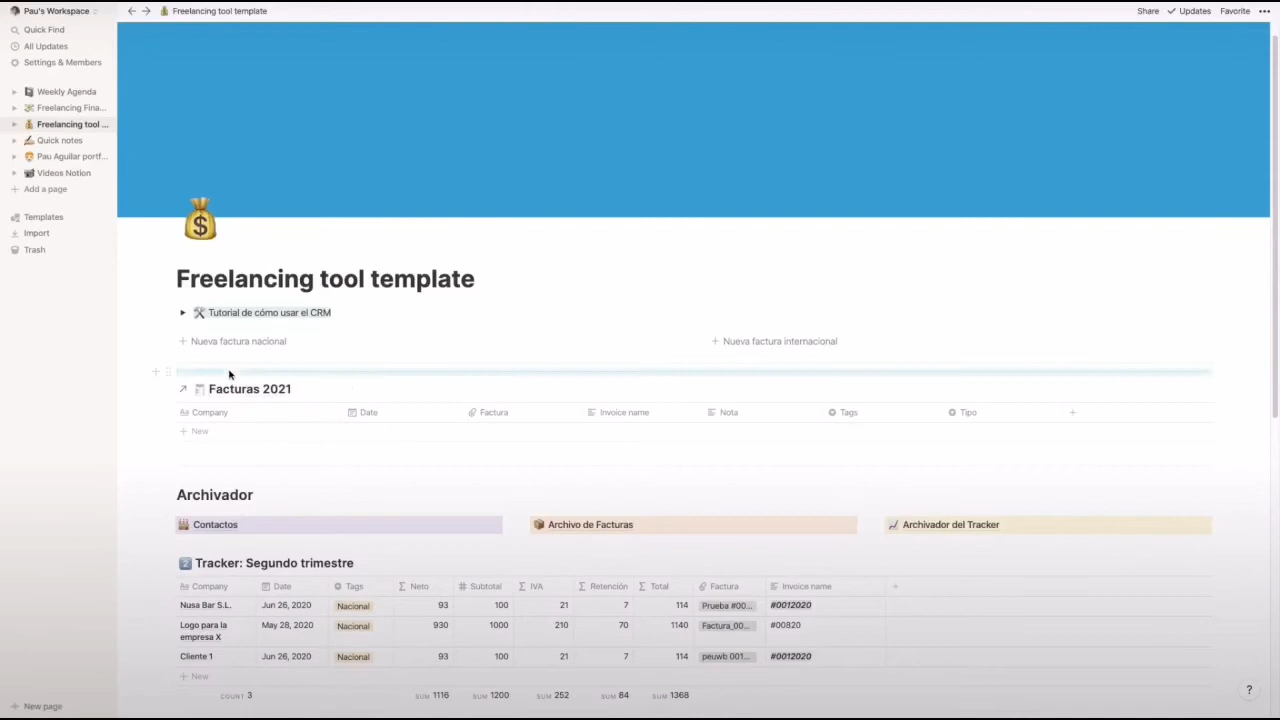 Pau's Workspace
Freelancing tool template
Share
Updates
Favorite
Quick Find
All Updates
Settings & Members
Weekly Agenda
Freelancing Fina...
Freelancing tool ...
Quick notes
Pau Aguilar portf...
Videos Notion
Add a page
Templates
Import
Trash
New page
$
Freelancing tool template
Tutorial de cómo usar el CRM
Nueva factura nacional
Nueva factura internacional
Facturas 2021
Company Date Factura Invoice name Nota Tags Tipo
New
Archivador
Contactos
Archivo de Facturas
Archivador del Tracker
2 Tracker: Segundo trimestre
Company Date Tags Neto Subtotal IVA Retención Total Factura Invoice name
Nusa Bar S.L. Jun 26, 2020 Nacional 93 100 21 7 114 Prueba #00... #0012020
Logo para la May 28, 2020 Nacional 930 1000 210 70 1140 Factura_00... #00820
empresa X
Cliente 1 Jun 26, 2020 Nacional 93 100 21 7 114 peuwb 001... #0012020
New
COUNT 3 SUM 1116 SUM 1200 SUM 252 SUM 84 SUM 1368
?